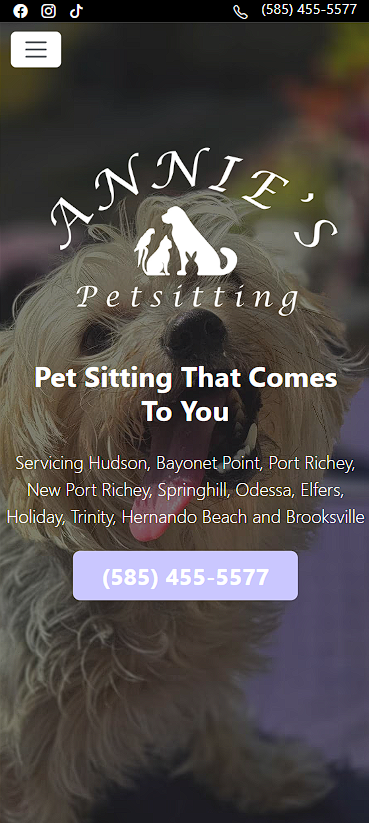 (585) 455-5577
ANNIE'S
Petsitting
Pet Sitting That Comes
To You
Servicing Hudson, Bayonet Point, Port Richey,
New Port Richey, Springhill, Odessa, Elfers,
Holiday, Trinity, Hernando Beach and Brooksville
(585) 455-5577